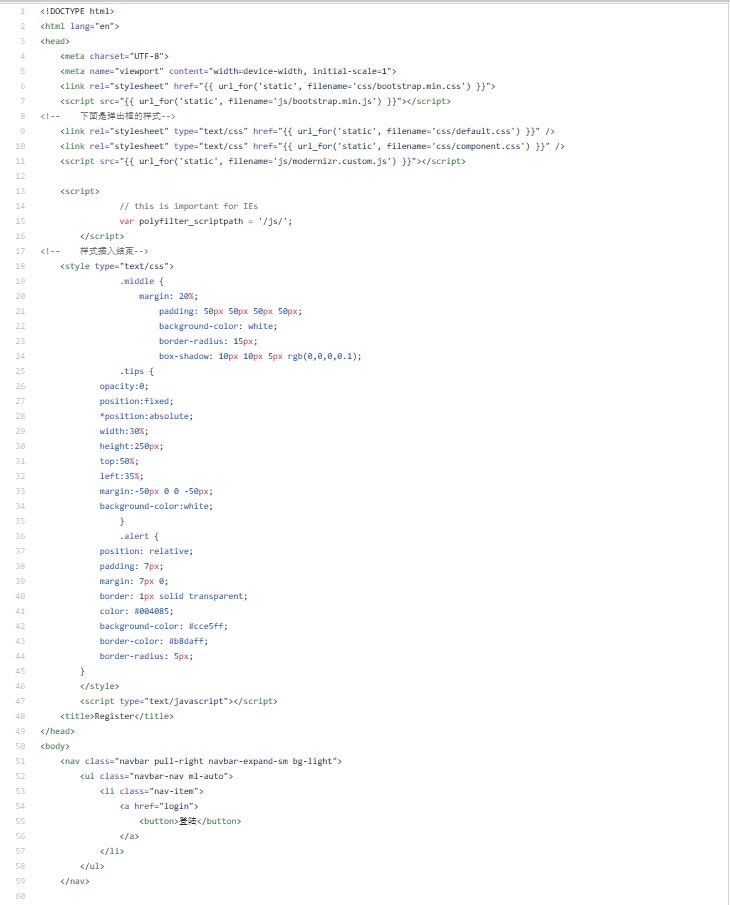 1 <!DOCTYPE html>
2 <html lang="en">
3 <head>
4 <meta charset="UTF-8">
5 <meta name="viewport" content="width=device-width, initial-scale=1">
6 <link rel="stylesheet" href="{{ url_for('static', filename='css/bootstrap.min.css') }}">
7 <script src="{{ url_for('static', filename='js/bootstrap.min.js') }}"></script>
8 <!-- 下面是弹出框的样式-->
9 <link rel="stylesheet" type="text/css" href="{{ url_for('static', filename='css/default.css') }}" />
10 <link rel="stylesheet" type="text/css" href="{{ url_for('static', filename='css/component.css') }}" />
11 <script src="{{ url_for('static', filename='js/modernizr.custom.js') }}"></script>
12
13 <script>
14 // this is important for IEs
15 var polyfilter_scriptpath = '/js/';
16 </script>
17 <!-- 样式插入结束-->
18 <style type="text/css">
19 .middle {
20 margin: 20%;
21 padding: 50px 50px 50px 50px;
22 background-color: white;
23 border-radius: 15px;
24 box-shadow: 10px 10px 5px rgb(0,0,0,0.1);
25 .tips {
26 opacity:0;
27 position:fixed;
28 *position:absolute;
29 width:30%;
30 height:250px;
31 top:50%;
32 left:35%;
33 margin:-50px 0 0 -50px;
34 background-color:white;
35 }
36 .alert {
37 position: relative;
38 padding: 7px;
39 margin: 7px 0;
40 border: 1px solid transparent;
41 color: #004085;
42 background-color: #cce5ff;
43 border-color: #b8daff;
44 border-radius: 5px;
45 }
46 </style>
47 <script type="text/javascript"></script>
48 <title>Register</title>
49 </head>
50 <body>
51 <nav class="navbar pull-right navbar-expand-sm bg-light">
52 <ul class="navbar-nav ml-auto">
53 <li class="nav-item">
54 <a href="login">
55 <button>登陆</button>
56 </a>
57 </li>
58 </ul>
59 </nav>
60